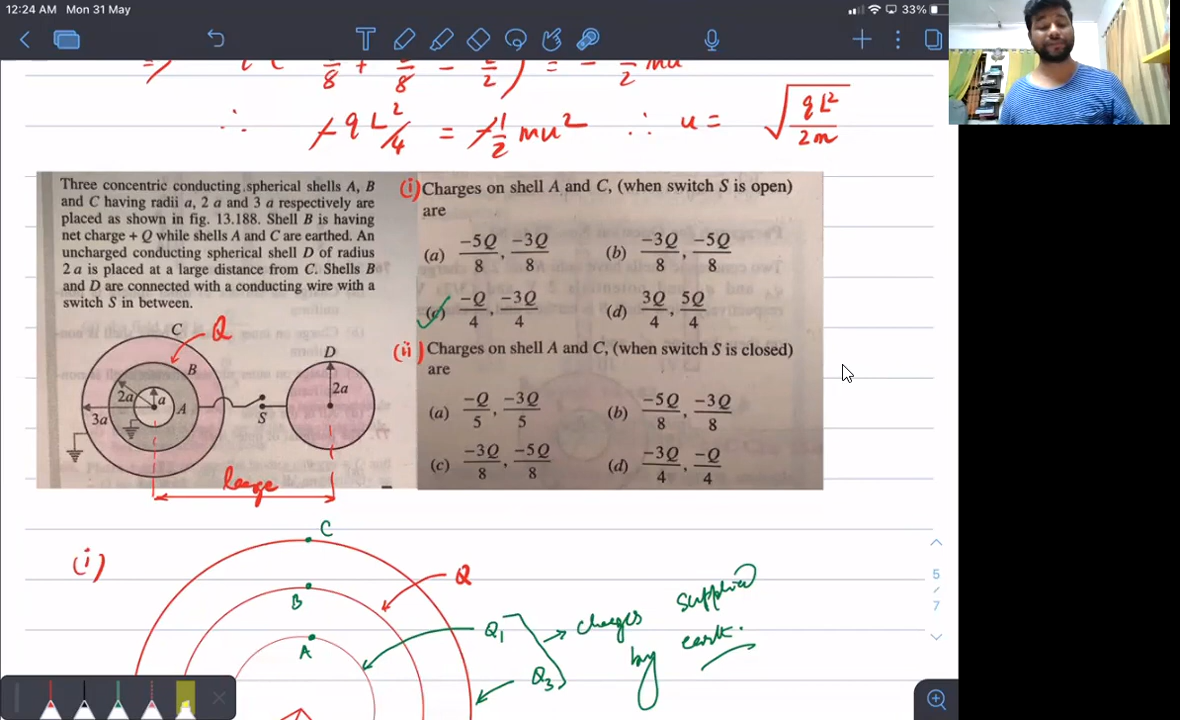 12:24 AM Mon 31 May
33%
∴ -qL²/4 = -1/2 mu² ∴ u = √(qL²/2m)
Three concentric conducting spherical shells A, B
and C having radii a, 2 a and 3 a respectively are
placed as shown in fig. 13.188. Shell B is having
net charge + Q while shells A and C are earthed. An
uncharged conducting spherical shell D of radius
2 a is placed at a large distance from C. Shells B
and D are connected with a conducting wire with a
switch S in between.
C Q
B
D
2a a A
2a
3a
S
large
(i) Charges on shell A and C, (when switch S is open)
are
(a) -5Q/8, -3Q/8 (b) -3Q/8, -5Q/8
(c) -Q/4, -3Q/4 (d) 3Q/4, 5Q/4
(ii) Charges on shell A and C, (when switch S is closed)
are
(a) -Q/5, -3Q/5 (b) -5Q/8, -3Q/8
(c) -3Q/8, -5Q/8 (d) -3Q/4, -Q/4
(i)
C
B
Q
A
Q₁
Q₃
charges supplied
by earth.
5
/
7